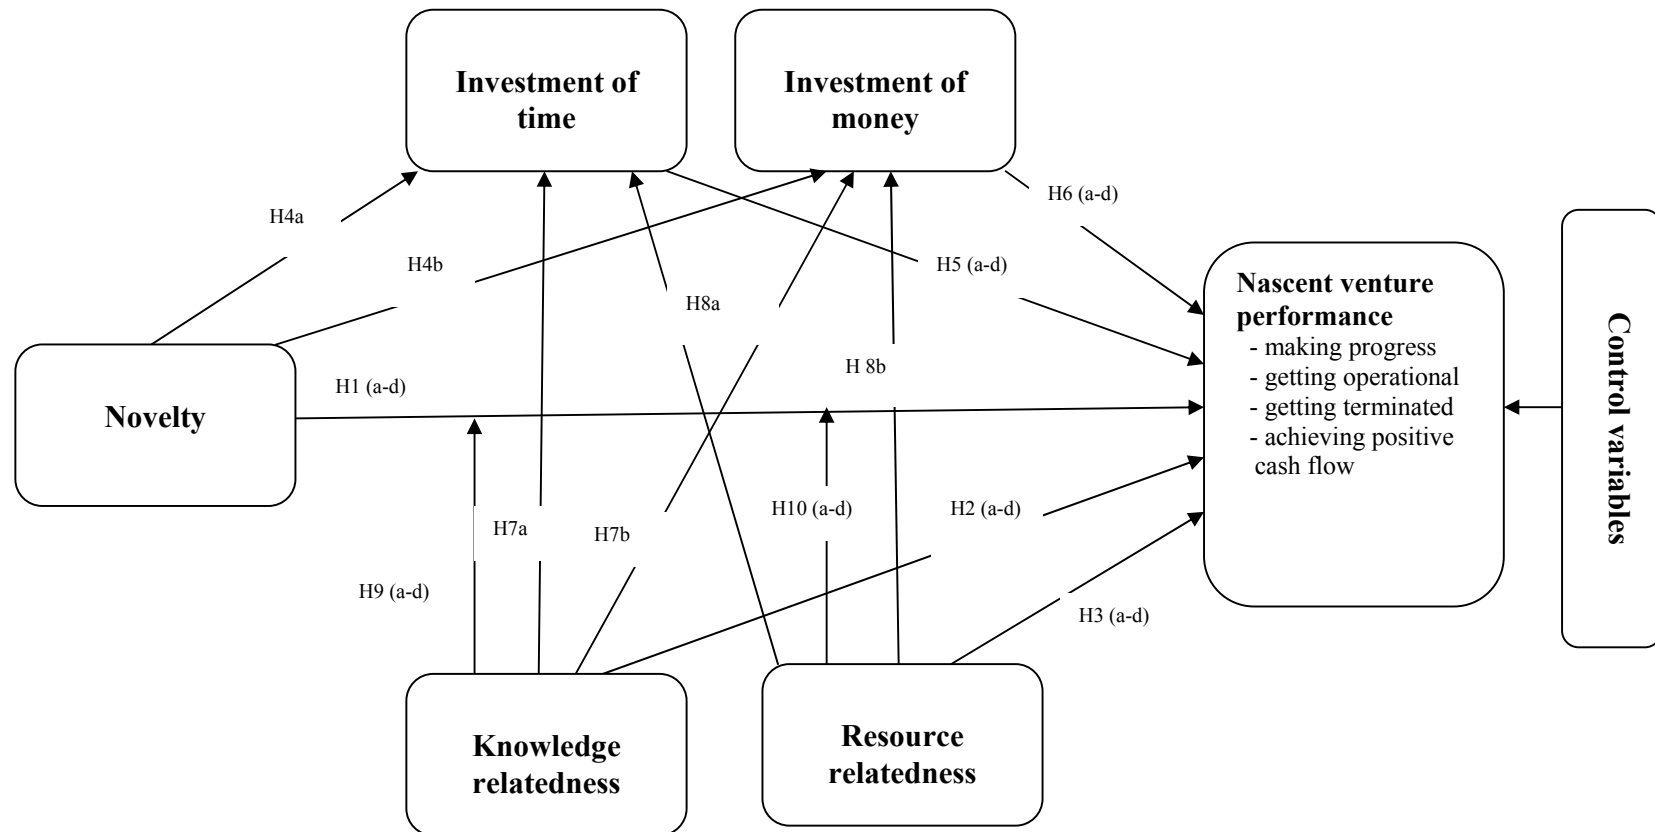 Investment of
time
Investment of
money
H4a
H6 (a-d)
H4b
H5 (a-d)
H8a
Nascent venture
performance
- making progress
- getting operational
- getting terminated
- achieving positive
cash flow
Control variables
H 8b
H1 (a-d)
Novelty
H10 (a-d)
H2 (a-d)
H7a
H7b
H9 (a-d)
H3 (a-d)
Knowledge
relatedness
Resource
relatedness